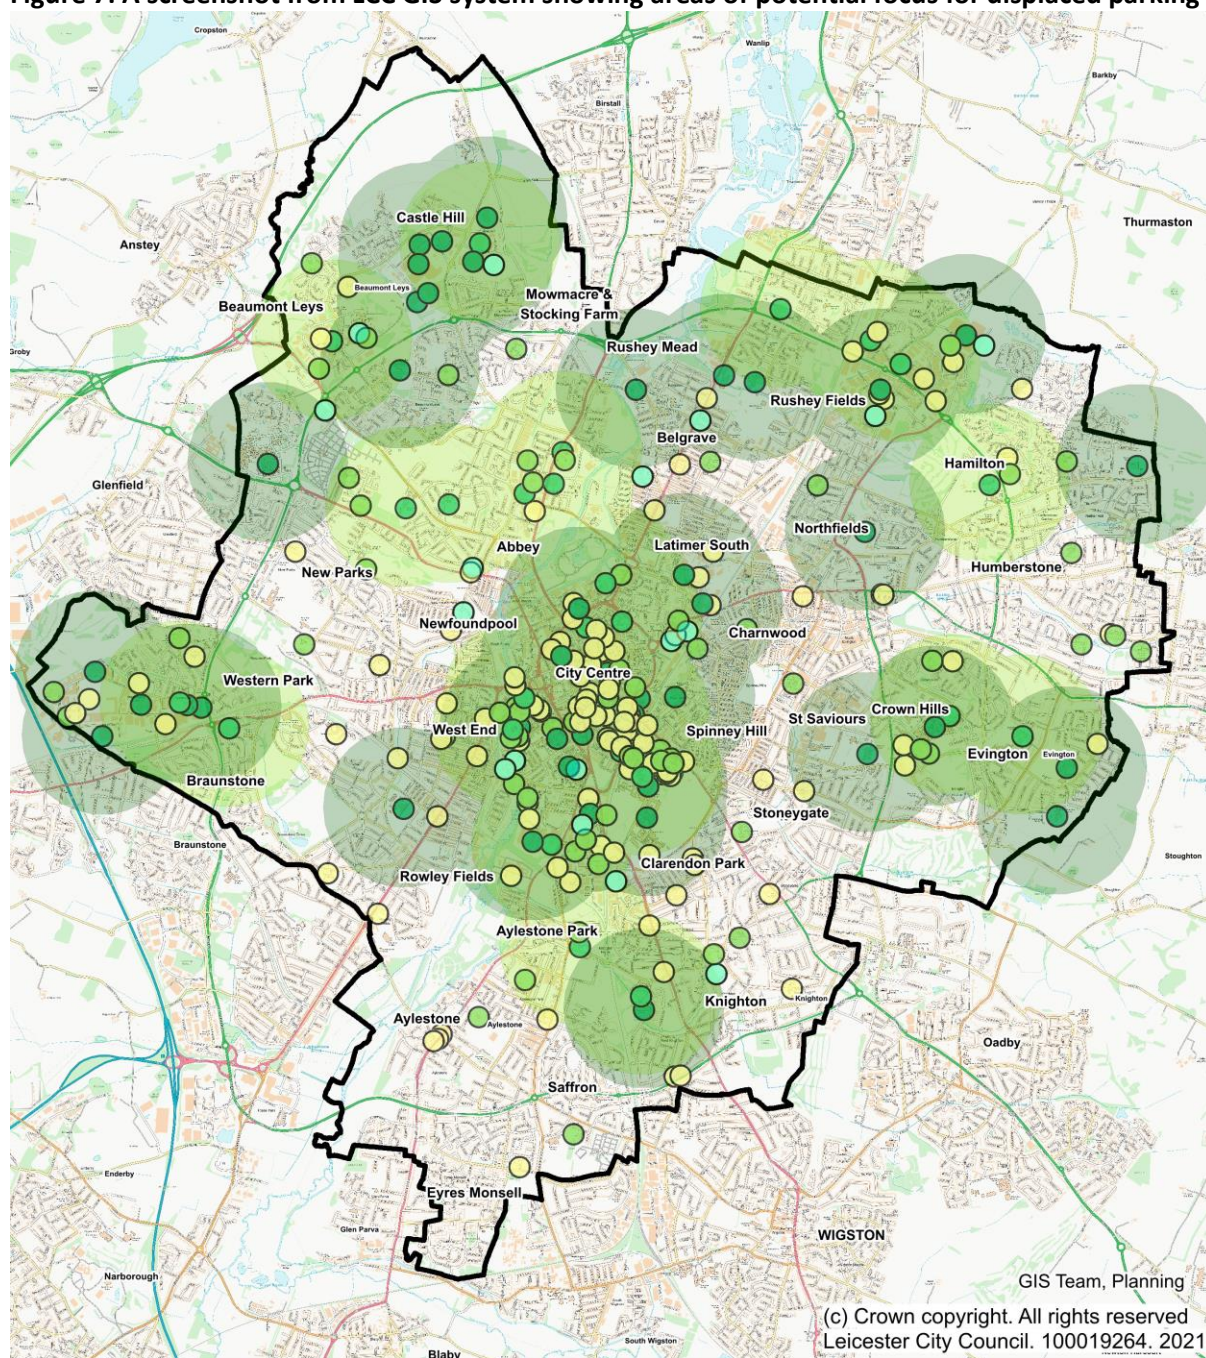 Figure 7: A screenshot from LCC GIS system showing areas of potential focus for displaced parking
Cropston
Wanlip
Barkby
Birstall
Thurmaston
Castle Hill
Anstey
Beaumont Leys
Beaumont Leys
Mowmacre &
Stocking Farm
Groby
Rushey Mead
Rushey Fields
Belgrave
Hamilton
Glenfield
Northfields
Abbey
Latimer South
New Parks
Humberstone
Newfoundpool
Charnwood
City Centre
Western Park
St Saviours
Crown Hills
West End
Spinney Hill
Evington
Evington
Braunstone
Stoneygate
Braunstone
Stoughton
Clarendon Park
Rowley Fields
Aylestone Park
Knighton
Knighton
Aylestone
Aylestone
Oadby
Saffron
Enderby
Eyres Monsell
Glen Parva
WIGSTON
Narborough
GIS Team, Planning
(c) Crown copyright. All rights reserved
Leicester City Council. 100019264, 2021
South Wigston
Blaby